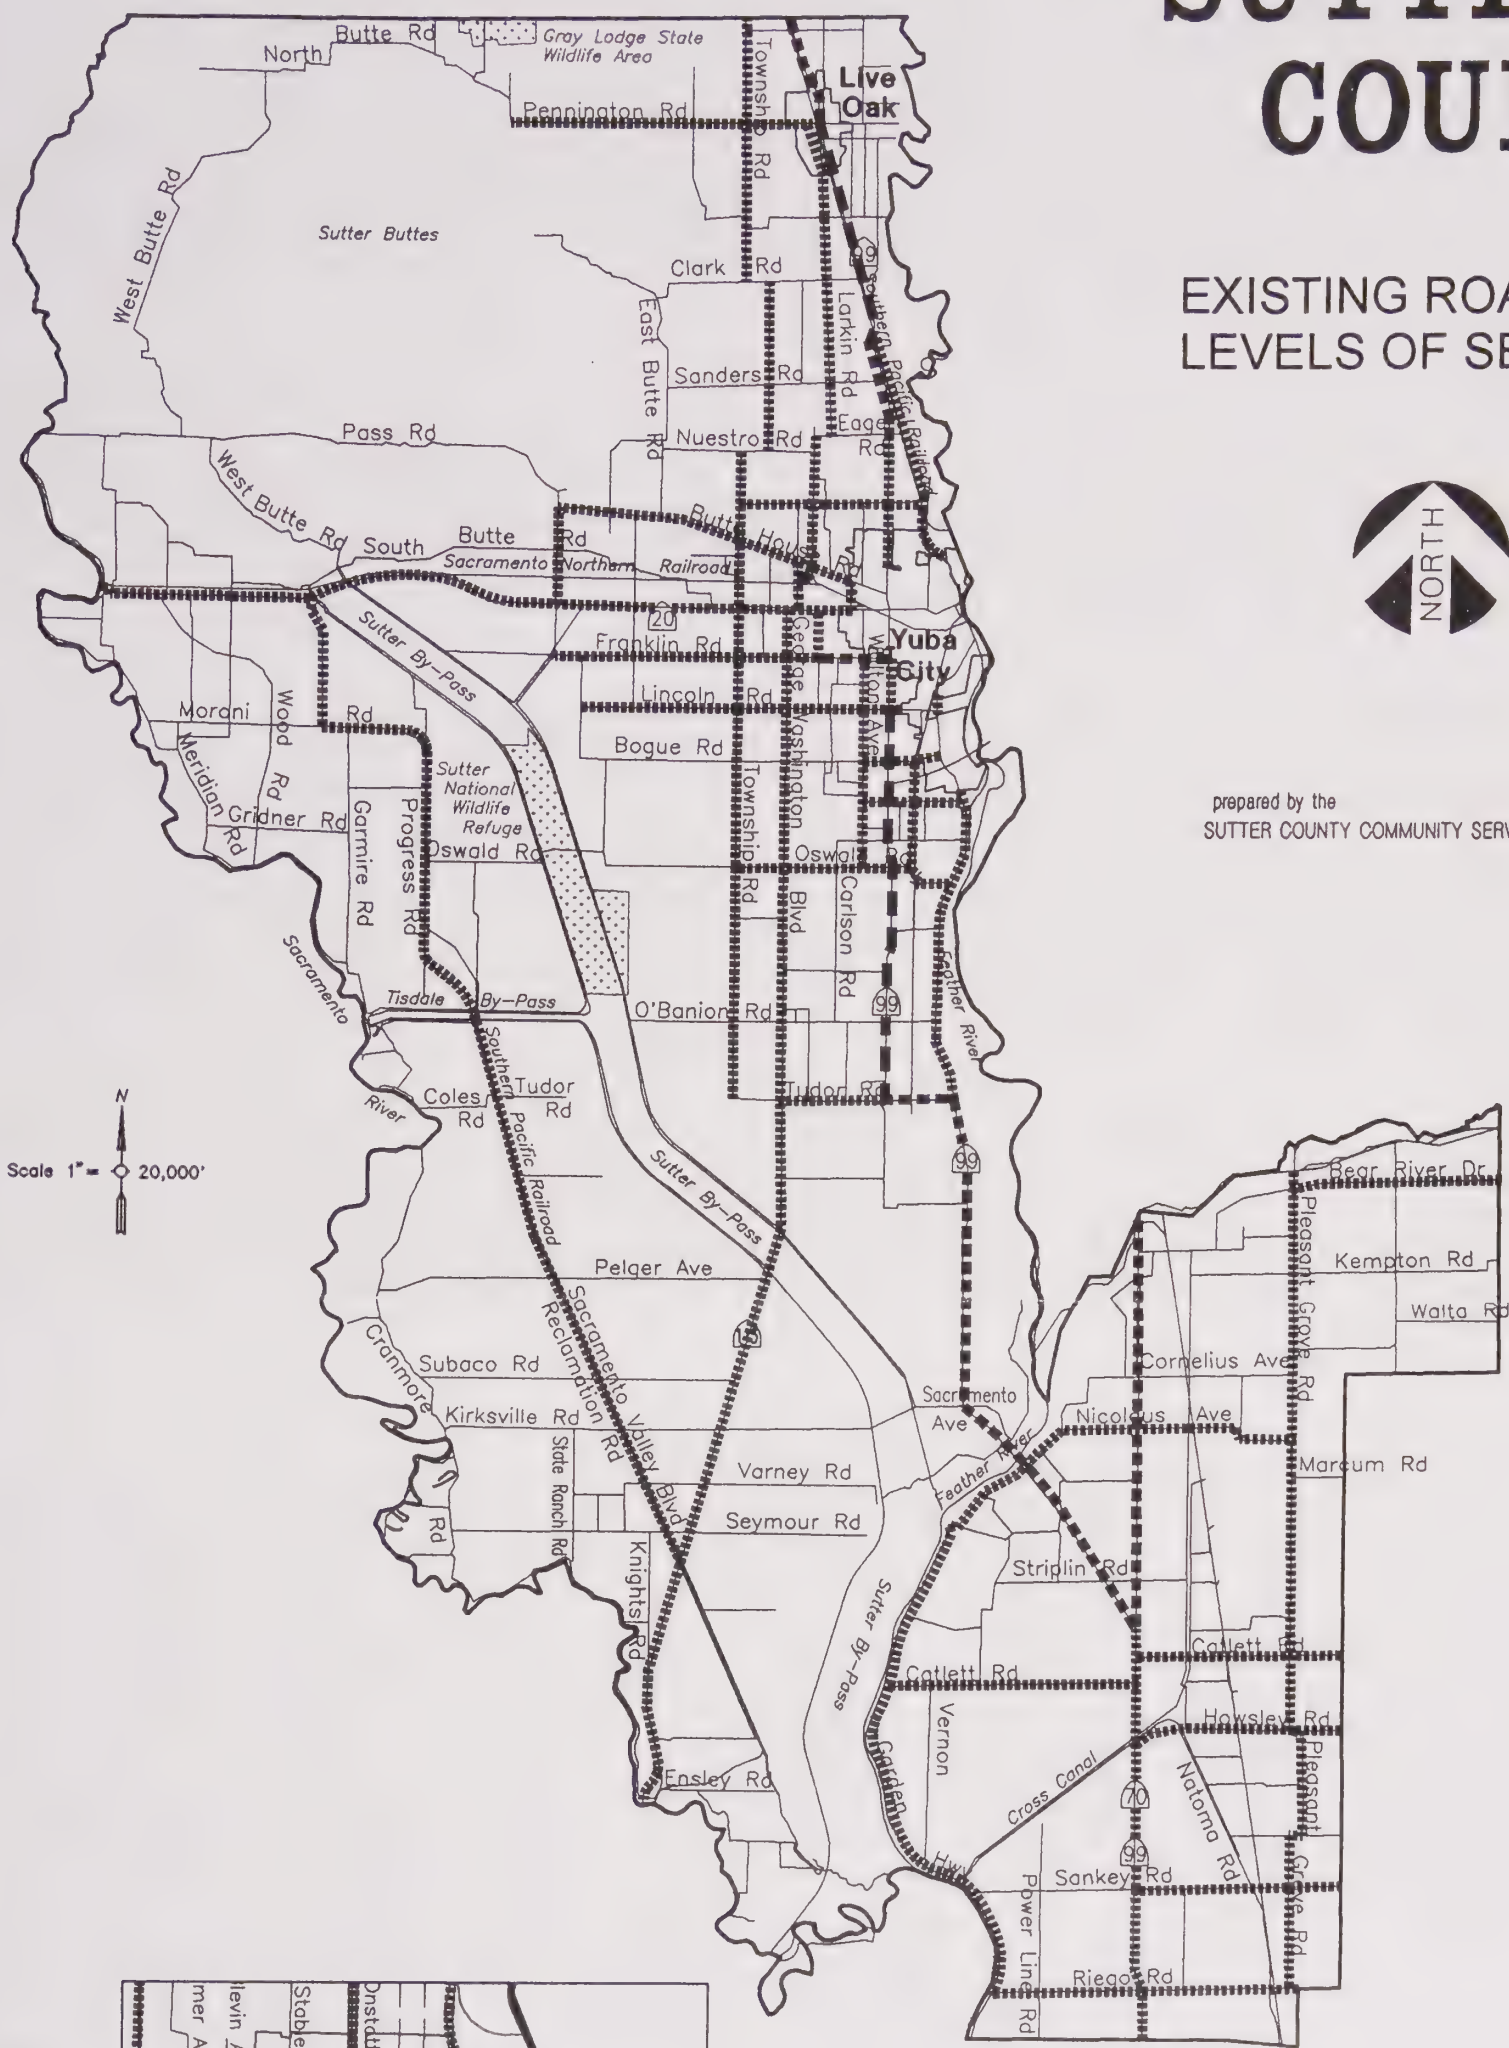 COU
EXISTING ROA
LEVELS OF SE
NORTH
prepared by the
SUTTER COUNTY COMMUNITY SERV
N
Scale 1"= 20,000'
North
Butte Rd
Gray Lodge State
Wildlife Area
Township Rd
Live
Oak
Pennington Rd
West Butte Rd
Sutter Buttes
Clark Rd
99
Southern Pacific Railroad
East Butte Rd
Larkin Rd
Sanders Rd
Pass Rd
Nuestro Rd
Eager
Rd
West Butte Rd
South Butte Rd
Butte House Rd
Sacramento Northern Railroad
20
Sutter By-Pass
Franklin Rd
George Washington Blvd
Walton Ave
Yuba
City
Lincoln Rd
Morani Rd
Wood Rd
Meridian Rd
Bogue Rd
Township Rd
Sutter
National
Wildlife
Refuge
Gridner Rd
Garmire Rd
Progress Rd
Oswald Rd
Oswald Rd
Carlson Rd
Sacramento
River
Tisdale By-Pass
O'Banion Rd
99
Feather River
Southern Pacific Railroad
Coles
Rd
Tudor
Rd
Tudor Rd
Sutter By-Pass
99
Bear River Dr
Pleasant Grove Rd
Kempton Rd
Pelger Ave
Walta Rd
Sacramento Valley Blvd
Reclamation Rd
Cranmore
Rd
Subaco Rd
Cornelius Ave
Kirksville Rd
Sacramento
Ave
Nicolaus Ave
State Ranch Rd
Varney Rd
Feather River
Marcum Rd
Seymour Rd
Knights Rd
Striplin Rd
Sutter By-Pass
Catlett Rd
Catlett Rd
Vernon
Howsley Rd
Garden
Hwy
Cross Canal
70
Natoma Rd
Pleasant Grove Rd
Ensley Rd
99
Sankey Rd
Power Line Rd
Riego Rd
mer A
levin A
Stable